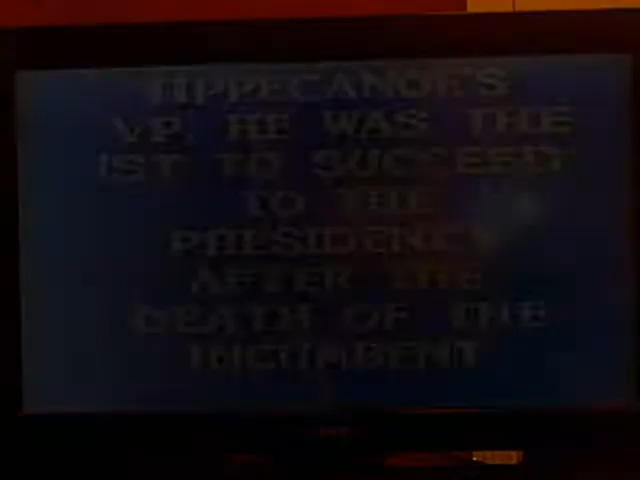 TIPPECANOE'S
VP, HE WAS THE
1ST TO SUCCEED
TO THE
PRESIDENCY
AFTER THE
DEATH OF THE
INCUMBENT